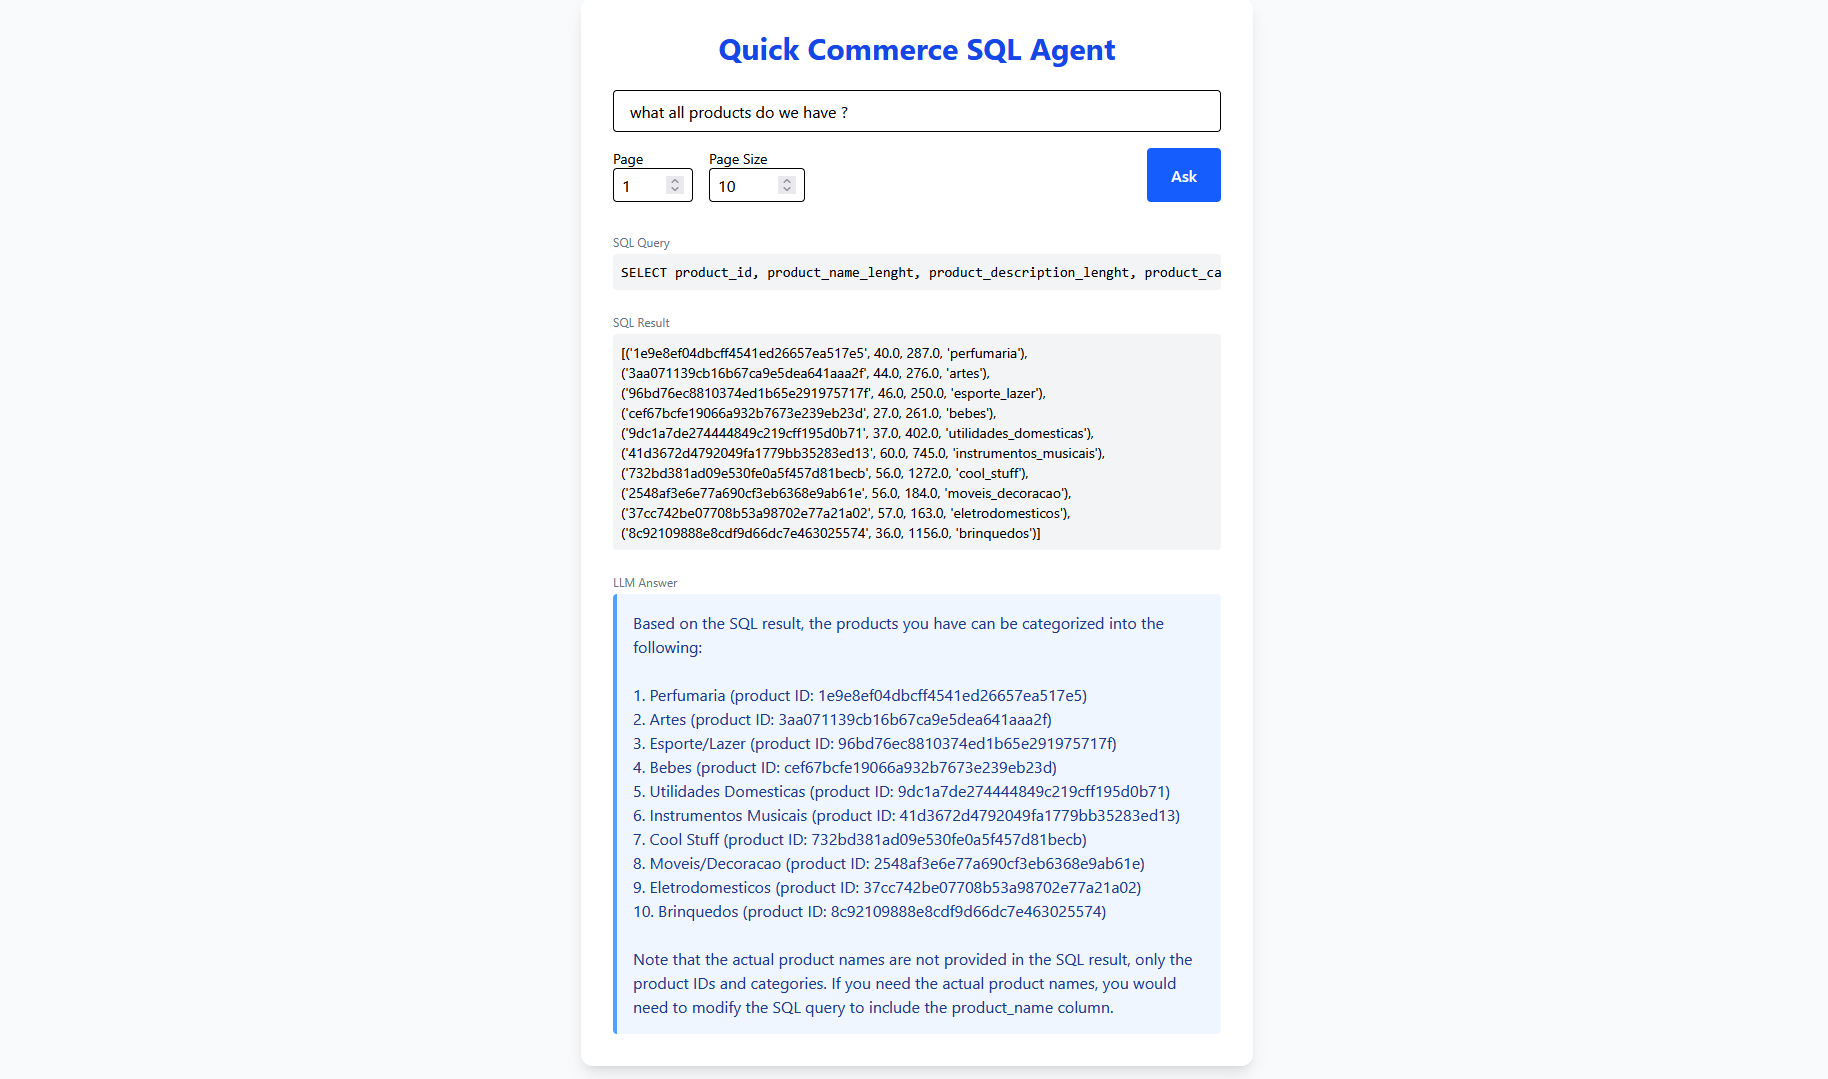 Quick Commerce SQL Agent
what all products do we have ?
Page
Page Size
1
10
Ask
SQL Query
SELECT product_id, product_name_lenght, product_description_lenght, product_ca
SQL Result
[('1e9e8ef04dbcff4541ed26657ea517e5', 40.0, 287.0, 'perfumaria'),
('3aa071139cb16b67ca9e5dea641aaa2f', 44.0, 276.0, 'artes'),
('96bd76ec8810374ed1b65e291975717f', 46.0, 250.0, 'esporte_lazer'),
('cef67bcfe19066a932b7673e239eb23d', 27.0, 261.0, 'bebes'),
('9dc1a7de274444849c219cff195d0b71', 37.0, 402.0, 'utilidades_domesticas'),
('41d3672d4792049fa1779bb35283ed13', 60.0, 745.0, 'instrumentos_musicais'),
('732bd381ad09e530fe0a5f457d81becb', 56.0, 1272.0, 'cool_stuff'),
('2548af3e6e77a690cf3eb6368e9ab61e', 56.0, 184.0, 'moveis_decoracao'),
('37cc742be07708b53a98702e77a21a02', 57.0, 163.0, 'eletrodomesticos'),
('8c92109888e8cdf9d66dc7e463025574', 36.0, 1156.0, 'brinquedos')]
LLM Answer
Based on the SQL result, the products you have can be categorized into the
following:
1. Perfumaria (product ID: 1e9e8ef04dbcff4541ed26657ea517e5)
2. Artes (product ID: 3aa071139cb16b67ca9e5dea641aaa2f)
3. Esporte/Lazer (product ID: 96bd76ec8810374ed1b65e291975717f)
4. Bebes (product ID: cef67bcfe19066a932b7673e239eb23d)
5. Utilidades Domesticas (product ID: 9dc1a7de274444849c219cff195d0b71)
6. Instrumentos Musicais (product ID: 41d3672d4792049fa1779bb35283ed13)
7. Cool Stuff (product ID: 732bd381ad09e530fe0a5f457d81becb)
8. Moveis/Decoracao (product ID: 2548af3e6e77a690cf3eb6368e9ab61e)
9. Eletrodomesticos (product ID: 37cc742be07708b53a98702e77a21a02)
10. Brinquedos (product ID: 8c92109888e8cdf9d66dc7e463025574)
Note that the actual product names are not provided in the SQL result, only the
product IDs and categories. If you need the actual product names, you would
need to modify the SQL query to include the product_name column.